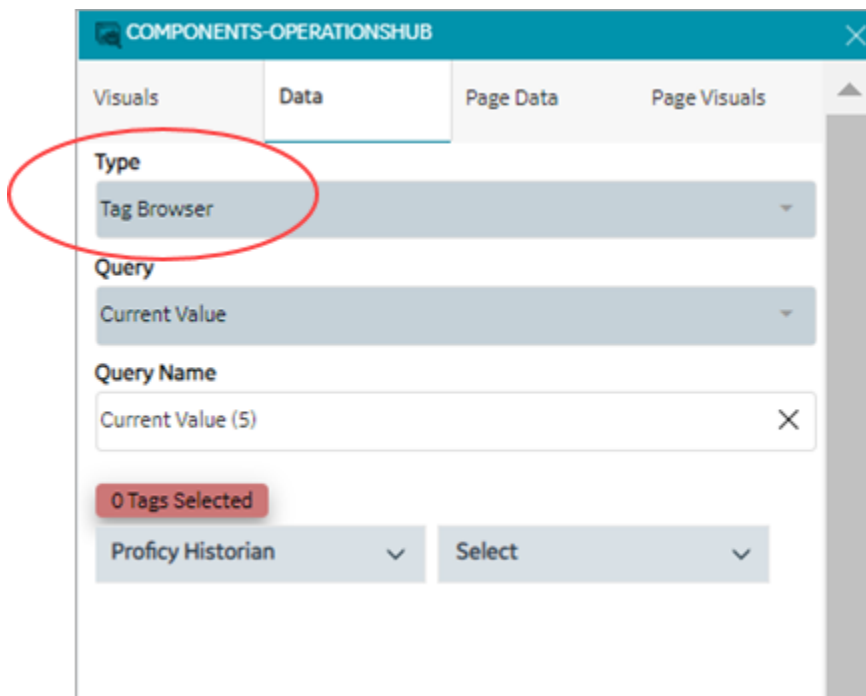 COMPONENTS-OPERATIONSHUB
Visuals Data Page Data Page Visuals
Type
Tag Browser
Query
Current Value
Query Name
Current Value (5)
0 Tags Selected
Proficy Historian Select